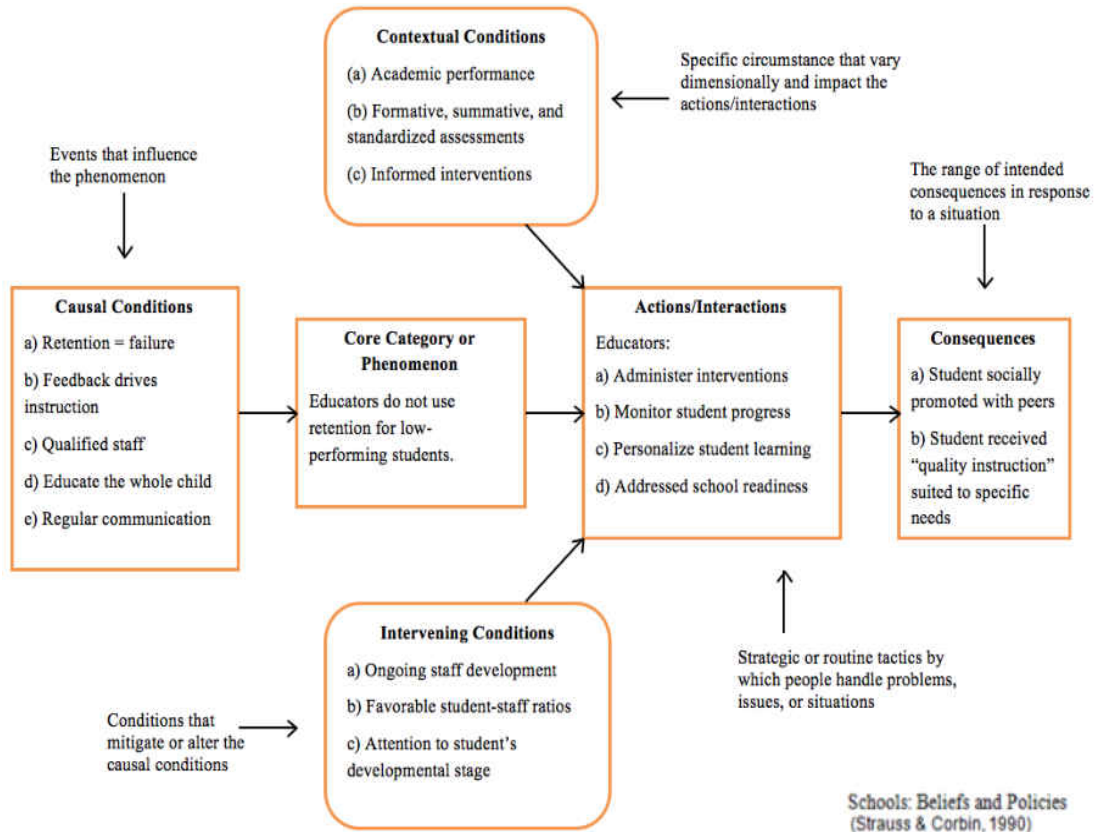 Contextual Conditions
(a) Academic performance
(b) Formative, summative, and
standardized assessments
(c) Informed interventions
Specific circumstance that vary
dimensionally and impact the
actions/interactions
Events that influence
the phenomenon
The range of intended
consequences in response
to a situation
Causal Conditions
a) Retention = failure
b) Feedback drives
instruction
c) Qualified staff
d) Educate the whole child
e) Regular communication
Core Category or
Phenomenon
Educators do not use
retention for low-
performing students.
Actions/Interactions
Educators:
a) Administer interventions
b) Monitor student progress
c) Personalize student learning
d) Addressed school readiness
Consequences
a) Student socially
promoted with peers
b) Student received
“quality instruction”
suited to specific
needs
Intervening Conditions
a) Ongoing staff development
b) Favorable student-staff ratios
c) Attention to student’s
developmental stage
Conditions that
mitigate or alter the
causal conditions
Strategic or routine tactics by
which people handle problems,
issues, or situations
Schools: Beliefs and Policies
(Strauss & Corbin, 1990)